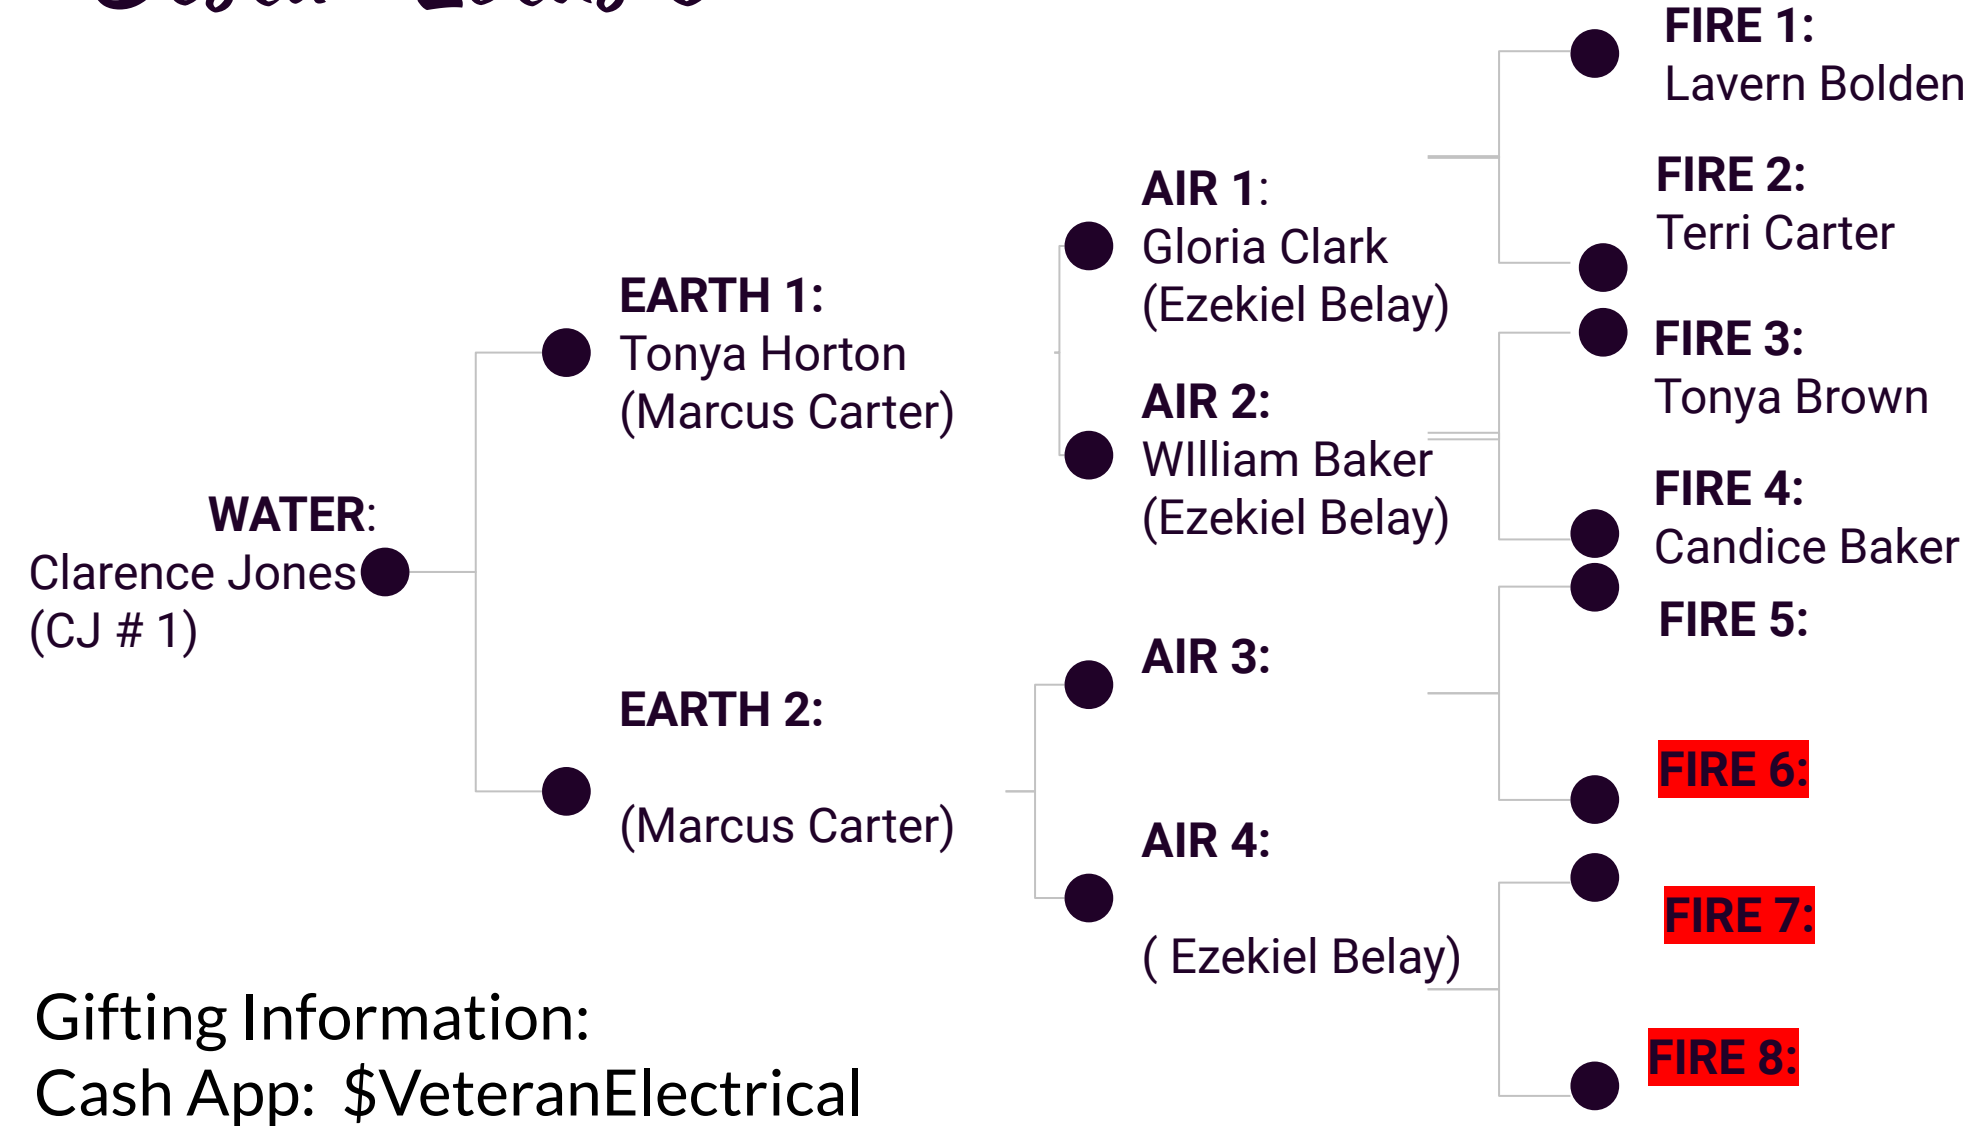 WATER:
Clarence Jones
(CJ # 1)
EARTH 1:
Tonya Horton
(Marcus Carter)
EARTH 2:
(Marcus Carter)
AIR 1:
Gloria Clark
(Ezekiel Belay)
AIR 2:
WIlliam Baker
(Ezekiel Belay)
AIR 3:
AIR 4:
( Ezekiel Belay)
FIRE 1:
Lavern Bolden
FIRE 2:
Terri Carter
FIRE 3:
Tonya Brown
FIRE 4:
Candice Baker
FIRE 5:
FIRE 6:
FIRE 7:
FIRE 8:
Gifting Information:
Cash App: $VeteranElectrical